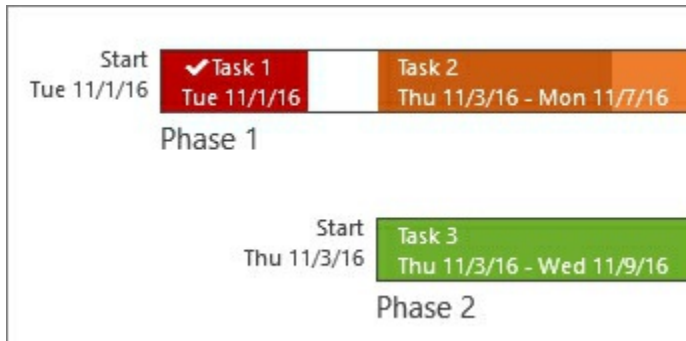 Start
Tue 11/1/16
✔Task 1
Tue 11/1/16
Task 2
Thu 11/3/16 - Mon 11/7/16
Phase 1
Start
Thu 11/3/16
Task 3
Thu 11/3/16 - Wed 11/9/16
Phase 2